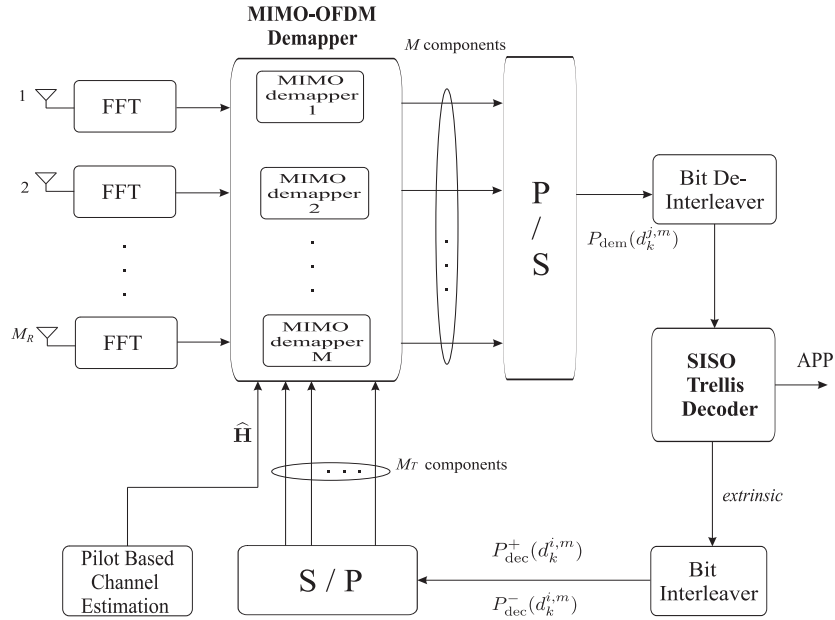 MIMO-OFDM
Demapper
M components
1
FFT
MIMO
demapper
1
2
FFT
MIMO
demapper
2
M_R
FFT
MIMO
demapper
M
P
/
S
Bit De-
Interleaver
P_dem(d_k^{j,m})
SISO
Trellis
Decoder
APP
Ĥ
M_T components
extrinsic
Pilot Based
Channel
Estimation
S / P
P_dec^+(d_k^{i,m})
P_dec^-(d_k^{i,m})
Bit
Interleaver